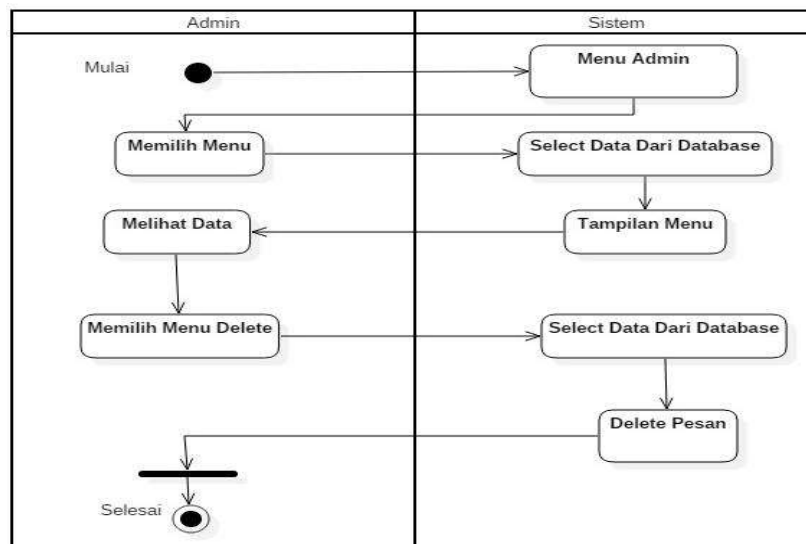 Admin
Sistem
Mulai
Menu Admin
Memilih Menu
Select Data Dari Database
Melihat Data
Tampilan Menu
Memilih Menu Delete
Select Data Dari Database
Delete Pesan
Selesai